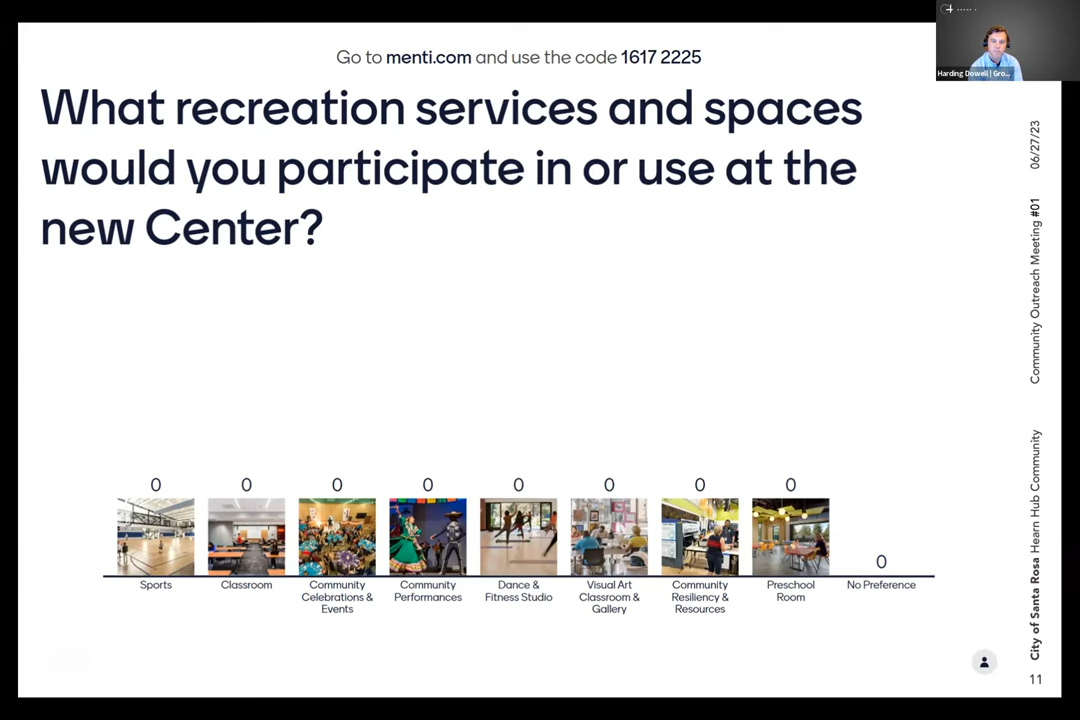 Go to menti.com and use the code 1617 2225
What recreation services and spaces
would you participate in or use at the
new Center?
0
0
0
0
0
0
0
0
0
Sports
Classroom
Community
Celebrations &
Events
Community
Performances
Dance &
Fitness Studio
Visual Art
Classroom &
Gallery
Community
Resiliency &
Resources
Preschool
Room
No Preference
Harding Dowell | Gro...
City of Santa Rosa Hearn Hub Community
Community Outreach Meeting #01
06/27/23
11